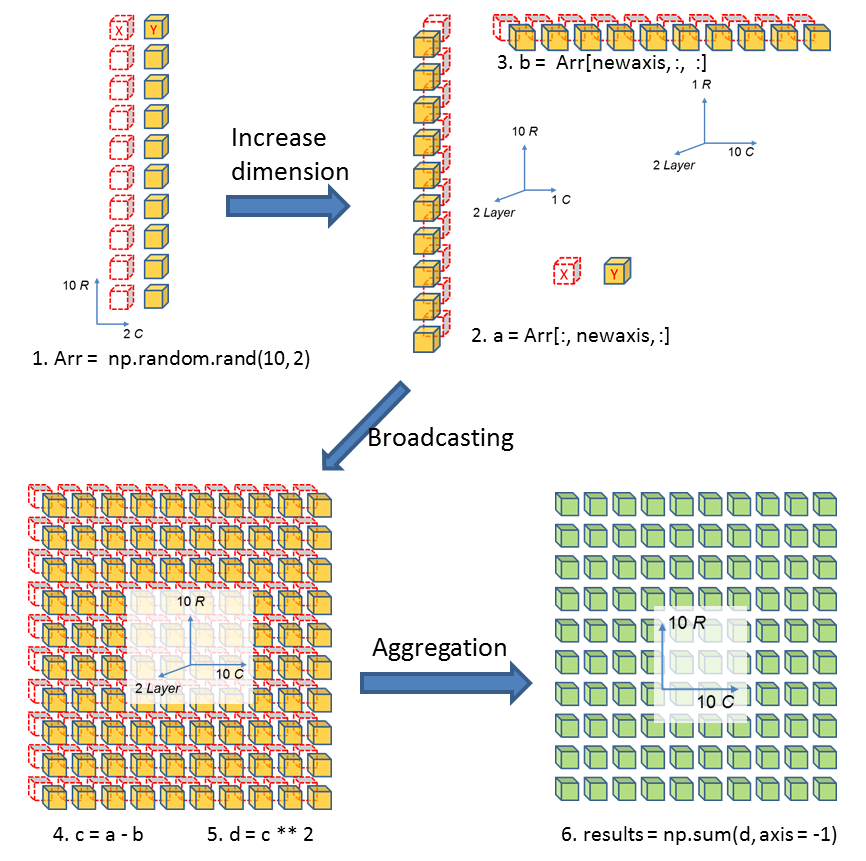 X Y
10 R
2 C
1. Arr = np.random.rand(10, 2)
Increase
dimension
3. b = Arr[newaxis, :, :]
10 R
2 Layer
1 C
1 R
2 Layer
10 C
X Y
2. a = Arr[:, newaxis, :]
Broadcasting
10 R
2 Layer
10 C
4. c = a - b
5. d = c ** 2
Aggregation
10 R
10 C
6. results = np.sum(d, axis = -1)